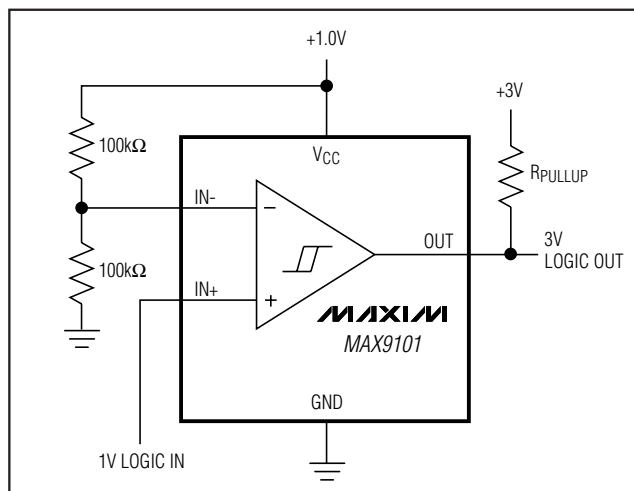 +1.0V
+3V
100kΩ
VCC
RPULLUP
IN-
−
OUT
3V
LOGIC OUT
100kΩ
IN+
+
MAXIM
MAX9101
GND
1V LOGIC IN